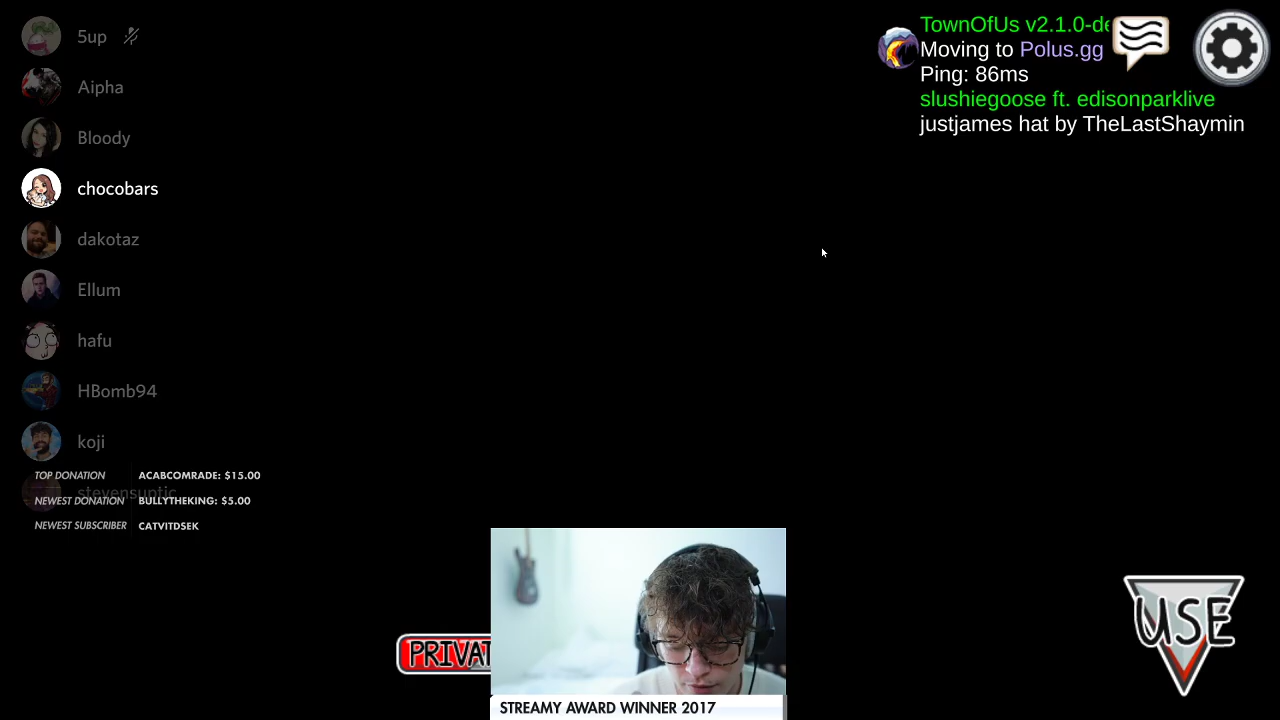 5up
Aipha
Bloody
chocobars
dakotaz
Ellum
hafu
HBomb94
koji
stevensuptic
TOP DONATION ACABCOMRADE: $15.00
NEWEST DONATION BULLYTHEKING: $5.00
NEWEST SUBSCRIBER CATVITDSEK
TownOfUs v2.1.0-de
Moving to Polus.gg
Ping: 86ms
slushiegoose ft. edisonparklive
justjames hat by TheLastShaymin
PRIVAT
STREAMY AWARD WINNER 2017
USE